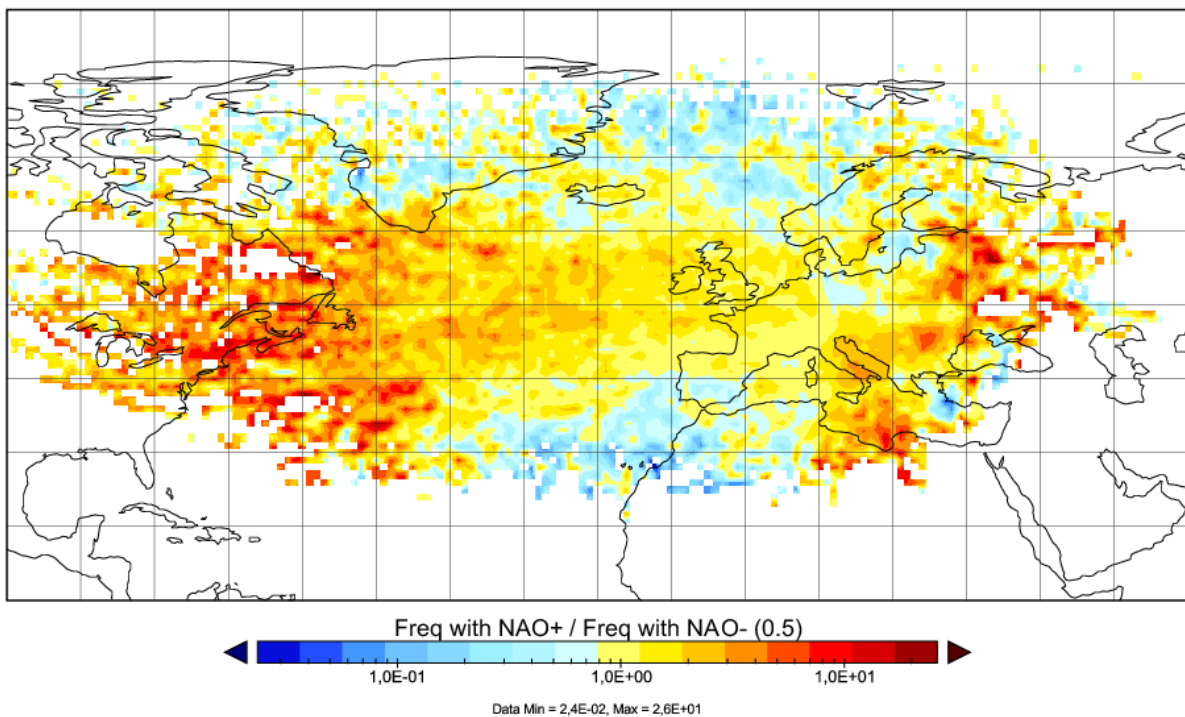 Freq with NAO+ / Freq with NAO- (0.5)
1,0E-01 1,0E+00 1,0E+01
Data Min = 2,4E-02, Max = 2,6E+01